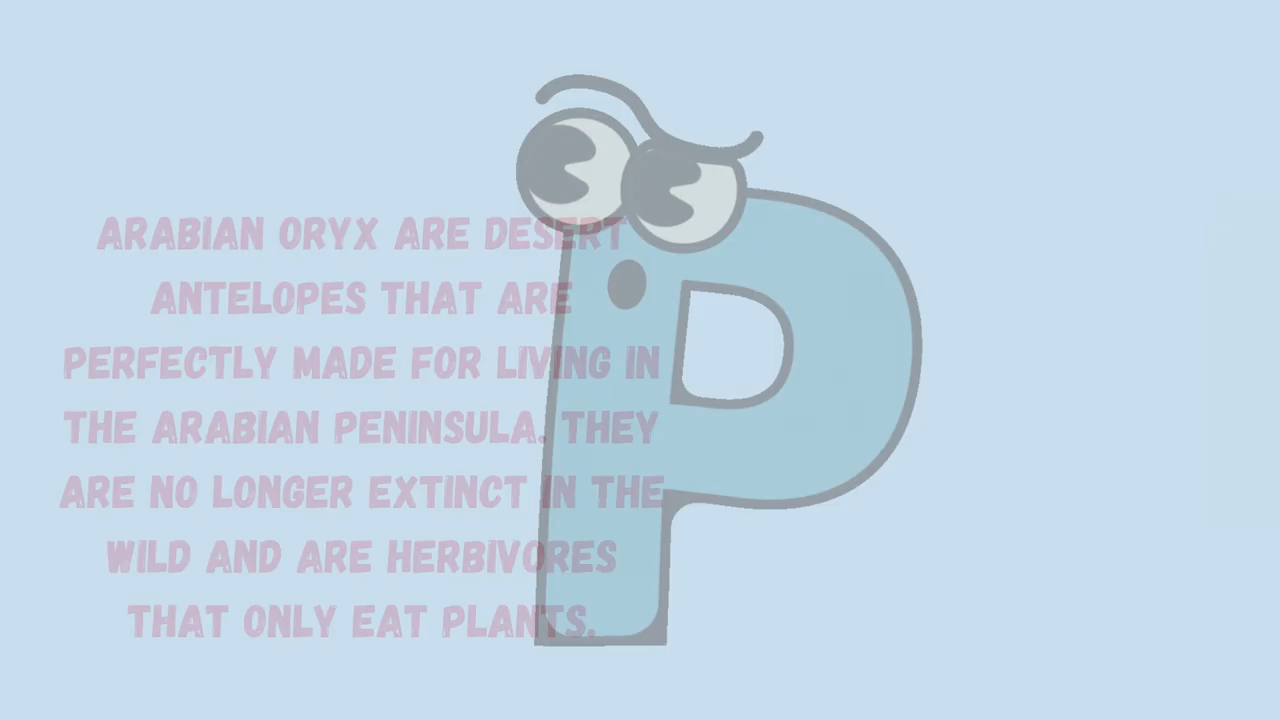 ARABIAN ORYX ARE DESERT
ANTELOPES THAT ARE
PERFECTLY MADE FOR LIVING IN
THE ARABIAN PENINSULA. THEY
ARE NO LONGER EXTINCT IN THE
WILD AND ARE HERBIVORES
THAT ONLY EAT PLANTS.
P